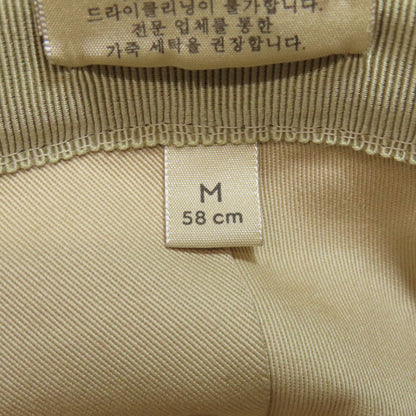 드라이클리닝이 불가합니다.
전문 업체를 통한
가죽 세탁을 권장합니다.
M
58 cm